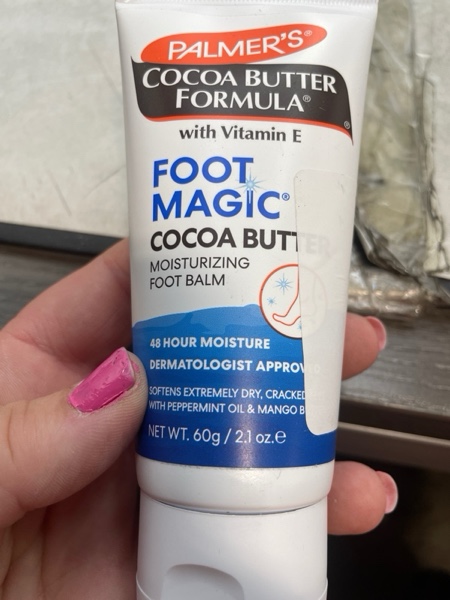 PALMER'S®
COCOA BUTTER
FORMULA®
with Vitamin E
FOOT
MAGIC®
COCOA BUTTER
MOISTURIZING
FOOT BALM
48 HOUR MOISTURE
DERMATOLOGIST APPROV
SOFTENS EXTREMELY DRY, CRACKED
WITH PEPPERMINT OIL & MANGO B
NET WT. 60g / 2.1 oz.e